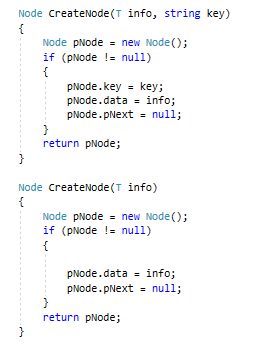 Node CreateNode(T info, string key)
{
Node pNode = new Node();
if (pNode != null)
{
pNode.key = key;
pNode.data = info;
pNode.pNext = null;
}
return pNode;
}
Node CreateNode(T info)
{
Node pNode = new Node();
if (pNode != null)
{
pNode.data = info;
pNode.pNext = null;
}
return pNode;
}